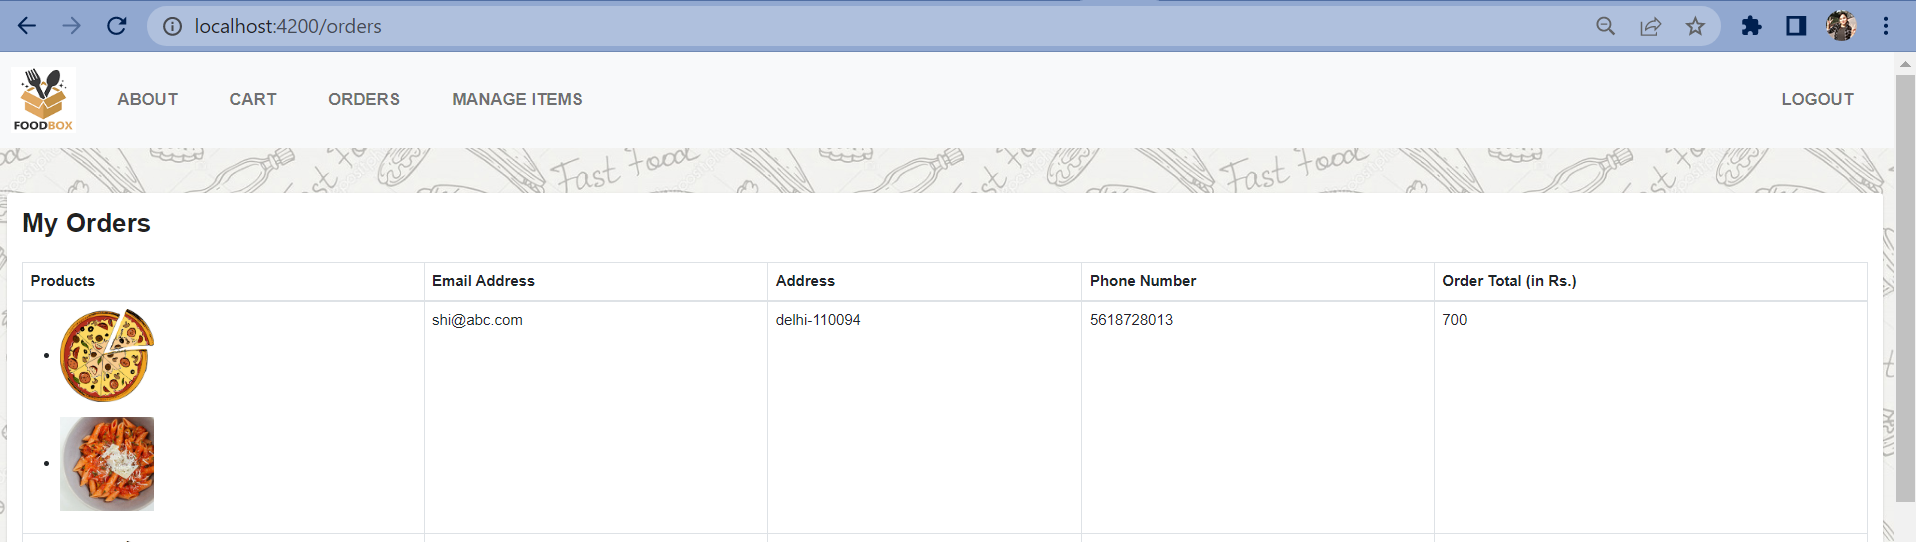 localhost:4200/orders
FOODBOX
ABOUT
CART
ORDERS
MANAGE ITEMS
LOGOUT
Fast Food
Fast Food
My Orders
Products
Email Address
Address
Phone Number
Order Total (in Rs.)
shi@abc.com
delhi-110094
5618728013
700